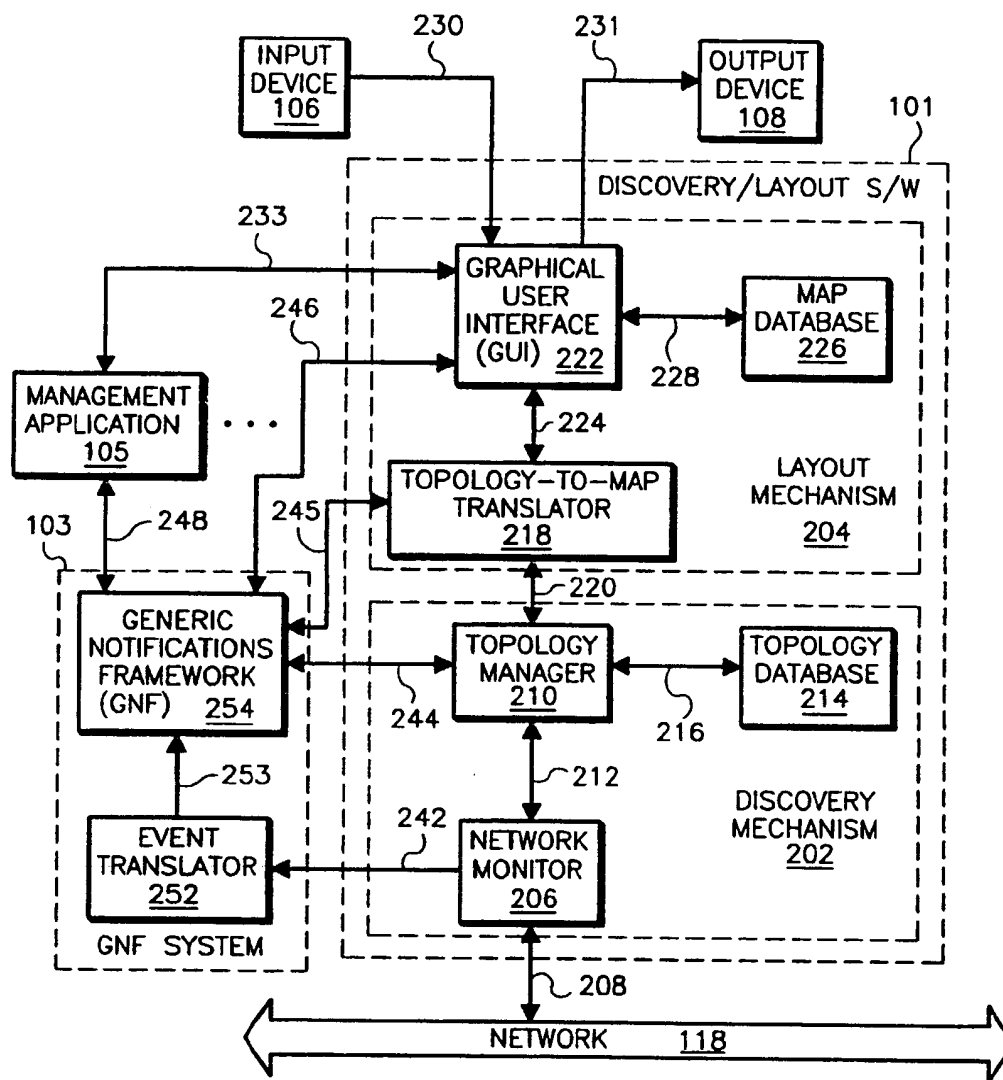 230
231
INPUT
DEVICE
106
OUTPUT
DEVICE
108
101
DISCOVERY/LAYOUT S/W
233
GRAPHICAL
USER
INTERFACE
(GUI) 222
MAP
DATABASE
226
246
228
MANAGEMENT
APPLICATION
105
. . .
224
LAYOUT
MECHANISM
204
TOPOLOGY-TO-MAP
TRANSLATOR
218
245
103
248
220
GENERIC
NOTIFICATIONS
FRAMEWORK
(GNF) 254
TOPOLOGY
MANAGER
210
TOPOLOGY
DATABASE
214
244
216
253
212
DISCOVERY
MECHANISM
202
EVENT
TRANSLATOR
252
242
NETWORK
MONITOR
206
GNF SYSTEM
208
NETWORK 118